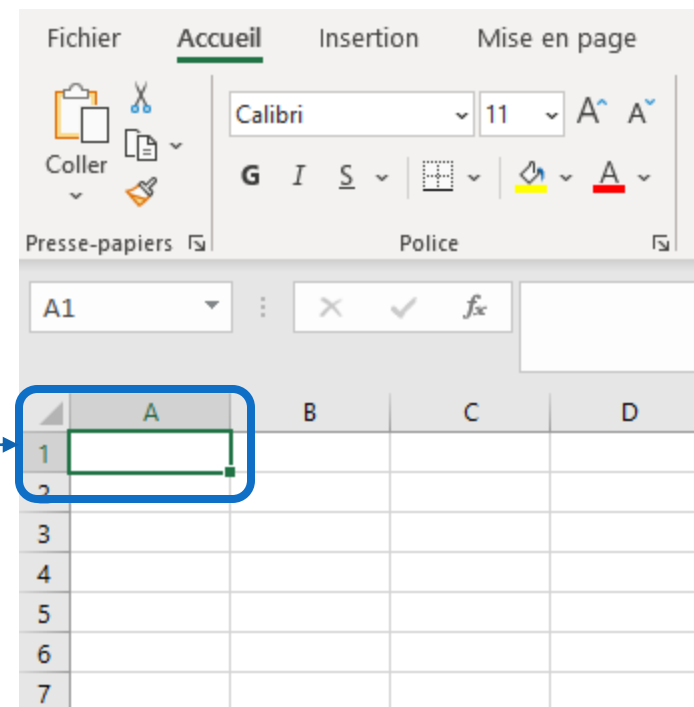 Fichier Accueil Insertion Mise en page
Calibri 11 A A
Coller
G I S A
Presse-papiers Police
A1 fx
A B C D
1
2
3
4
5
6
7